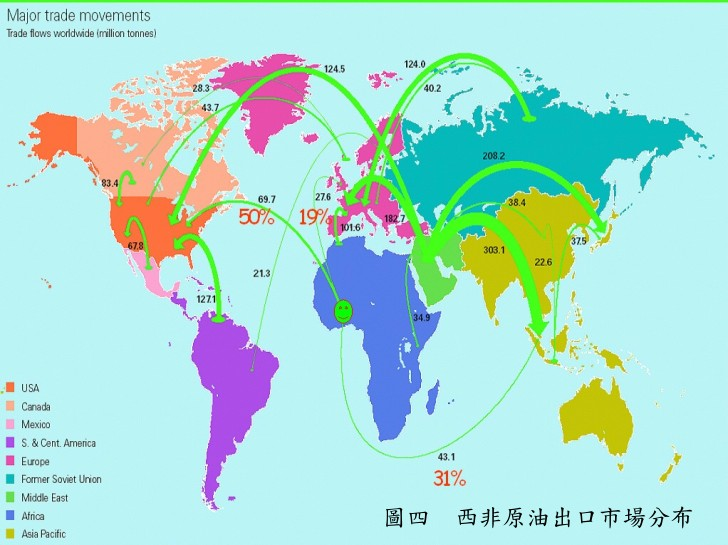 Major trade movements
Trade flows worldwide (million tonnes)
124.5
124.0
28.3
40.2
43.7
208.2
83.4
69.7
27.6
38.4
50%
19%
182.7
101.6
37.5
67.8
303.1
22.6
21.3
127.1
34.9
USA
Canada
Mexico
S. & Cent. America
43.1
Europe
31%
Former Soviet Union
Middle East
Africa
圖四 西非原油出口市場分布
Asia Pacific